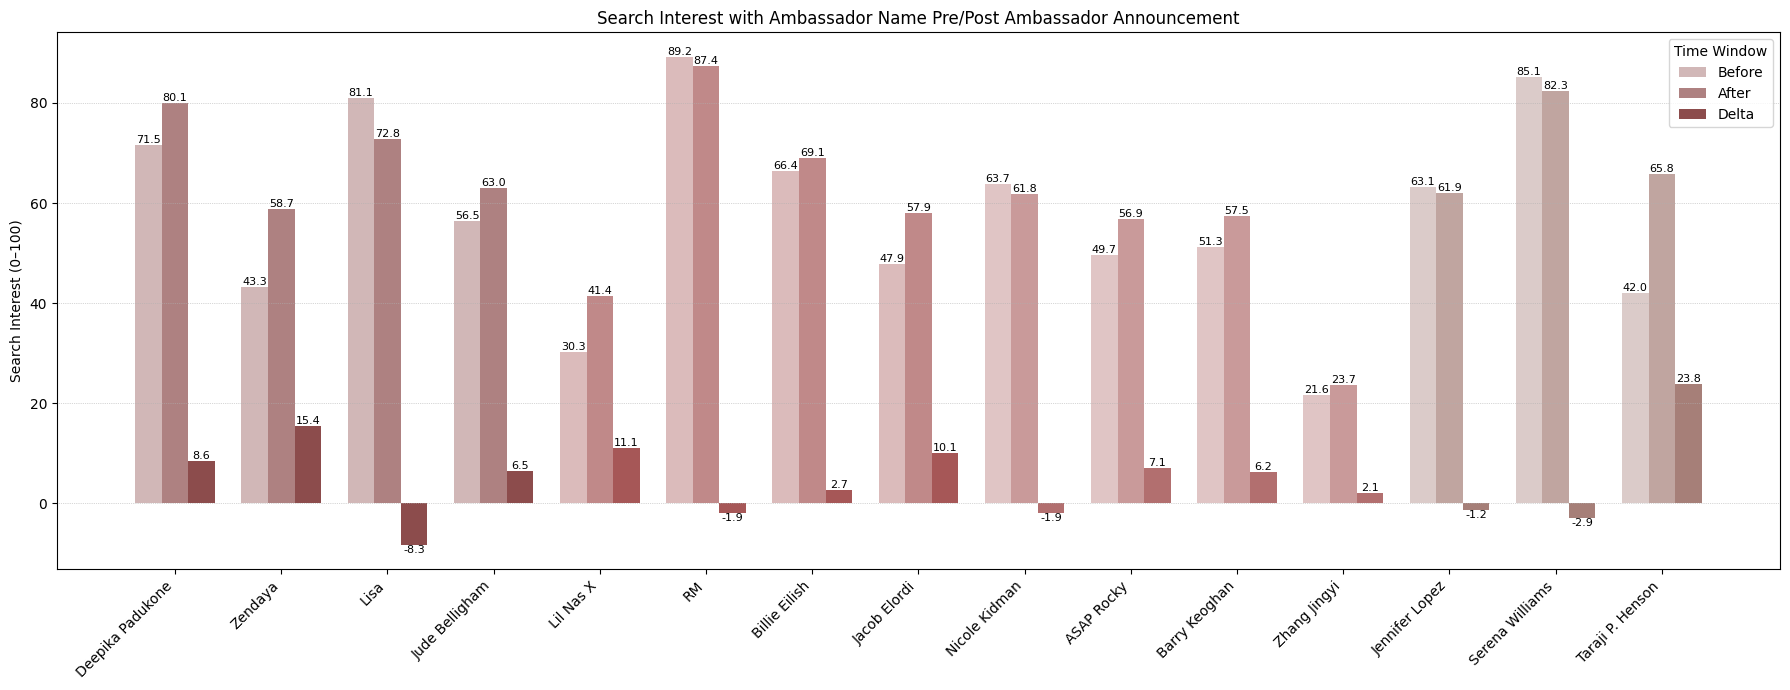 Search Interest with Ambassador Name Pre/Post Ambassador Announcement
Time Window
Before
After
Delta
Search Interest (0–100)
80
60
40
20
0
71.5
80.1
8.6
43.3
58.7
15.4
81.1
72.8
-8.3
56.5
63.0
6.5
30.3
41.4
11.1
89.2
87.4
-1.9
66.4
69.1
2.7
47.9
57.9
10.1
63.7
61.8
-1.9
49.7
56.9
7.1
51.3
57.5
6.2
21.6
23.7
2.1
63.1
61.9
-1.2
85.1
82.3
-2.9
42.0
65.8
23.8
Deepika Padukone
Zendaya
Lisa
Jude Belligham
Lil Nas X
RM
Billie Eilish
Jacob Elordi
Nicole Kidman
ASAP Rocky
Barry Keoghan
Zhang Jingyi
Jennifer Lopez
Serena Williams
Taraji P. Henson